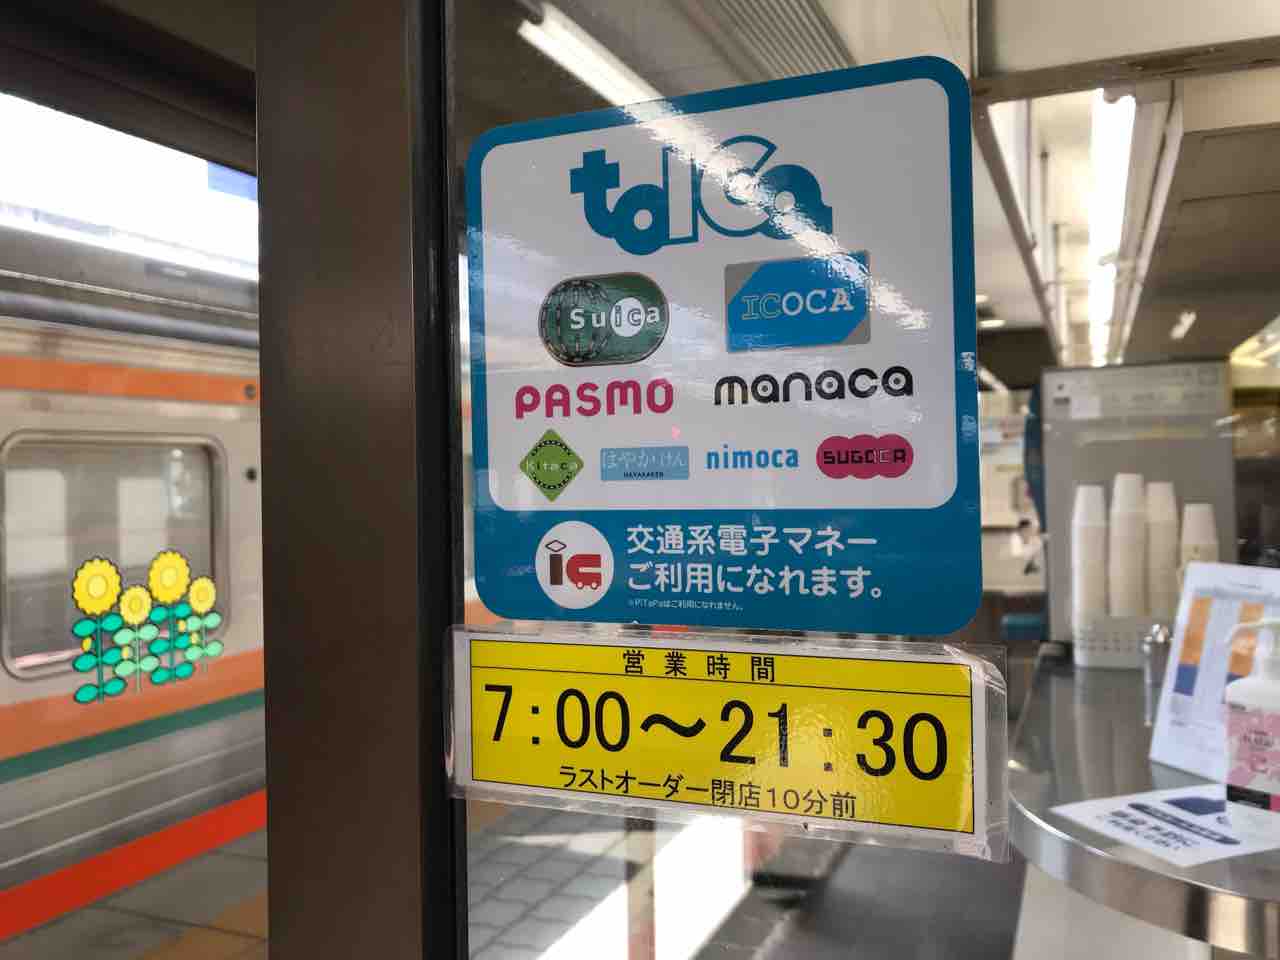 toICa
Suica
ICOCA
PASMO
manaca
Kitaca
はやかけん
HAYAKAKEN
nimoca
SUGOCA
IC
交通系電子マネー
ご利用になれます。
※PiTaPaはご利用になれません。
営業時間
7:00～21:30
ラストオーダー閉店10分前